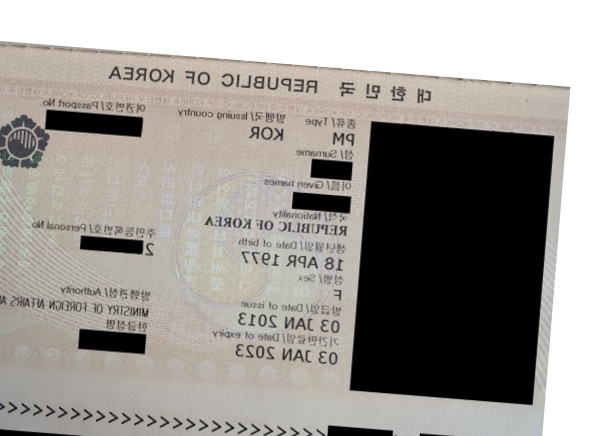 대한민국 REPUBLIC OF KOREA
종류/ Type 발행국/ Issuing country 여권번호/ Passport No
PM KOR
성/ Surname
이름/ Given names
국적/ Nationality 주민등록번호/ Personal No
REPUBLIC OF KOREA 2
생년월일/ Date of birth
18 APR 1977
성별/ Sex 발행관청/ Authority
F MINISTRY OF FOREIGN AFFAIRS A
발급일/ Date of issue 한글성명
03 JAN 2013
기간만료일/ Date of expiry
03 JAN 2023